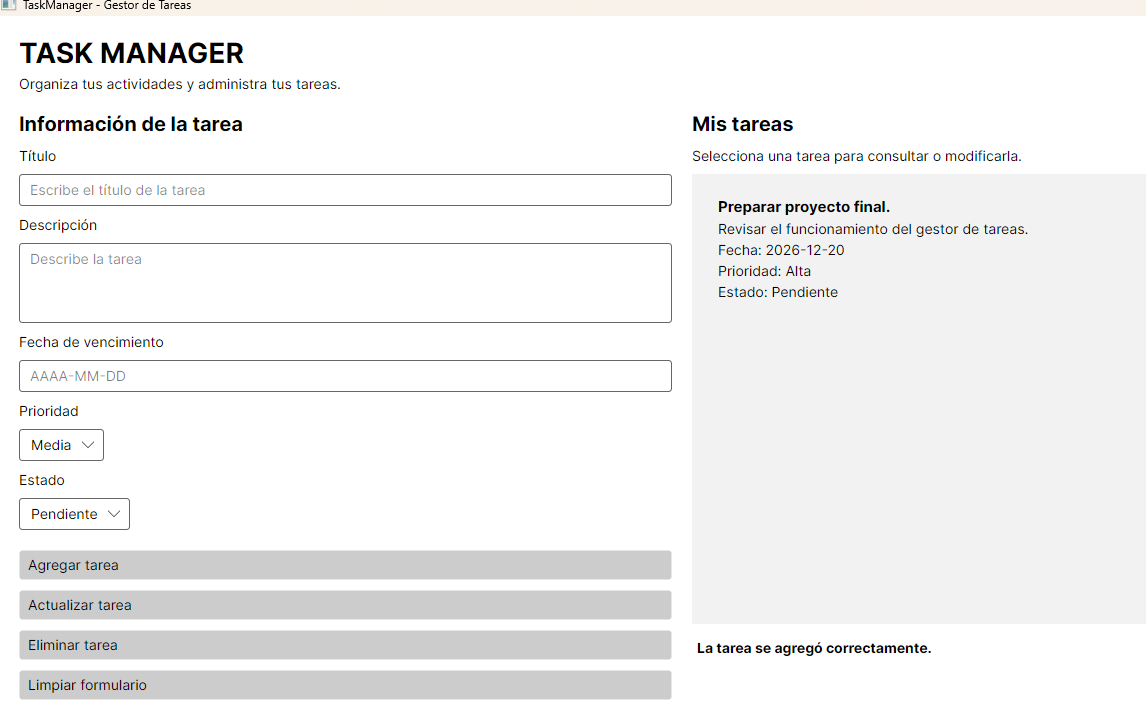 TaskManager - Gestor de Tareas
TASK MANAGER
Organiza tus actividades y administra tus tareas.
Información de la tarea
Título
Escribe el título de la tarea
Descripción
Describe la tarea
Fecha de vencimiento
AAAA-MM-DD
Prioridad
Media
Estado
Pendiente
Agregar tarea
Actualizar tarea
Eliminar tarea
Limpiar formulario
Mis tareas
Selecciona una tarea para consultar o modificarla.
Preparar proyecto final.
Revisar el funcionamiento del gestor de tareas.
Fecha: 2026-12-20
Prioridad: Alta
Estado: Pendiente
La tarea se agregó correctamente.